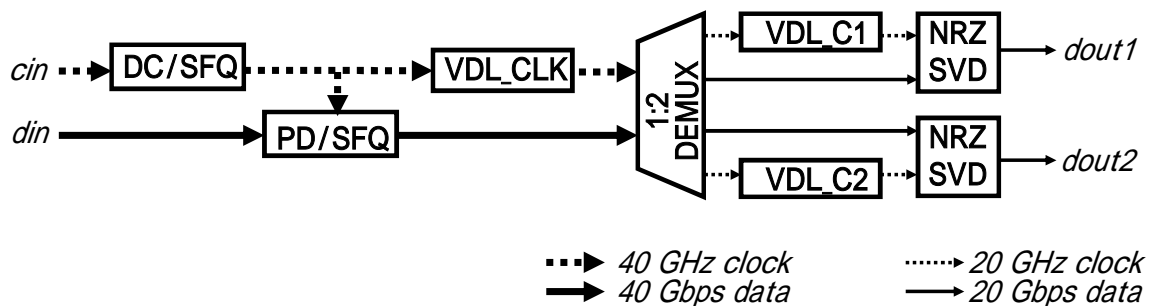 cin
DC/SFQ
VDL_CLK
din
PD/SFQ
1:2
DEMUX
VDL_C1
NRZ
SVD
dout1
VDL_C2
NRZ
SVD
dout2
40 GHz clock
20 GHz clock
40 Gbps data
20 Gbps data